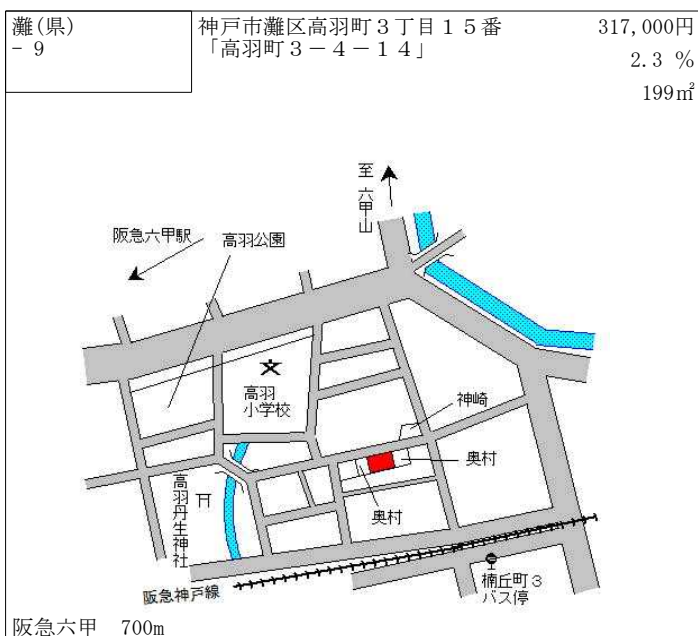 灘(県)
- 9
神戸市灘区高羽町３丁目１５番
「高羽町３－４－１４」
317,000円
2.3 %
199㎡
至 六甲山
阪急六甲駅
高羽公園
高羽
小学校
神崎
奥村
奥村
高羽丹生神社
阪急神戸線
楠丘町３
バス停
阪急六甲　700m